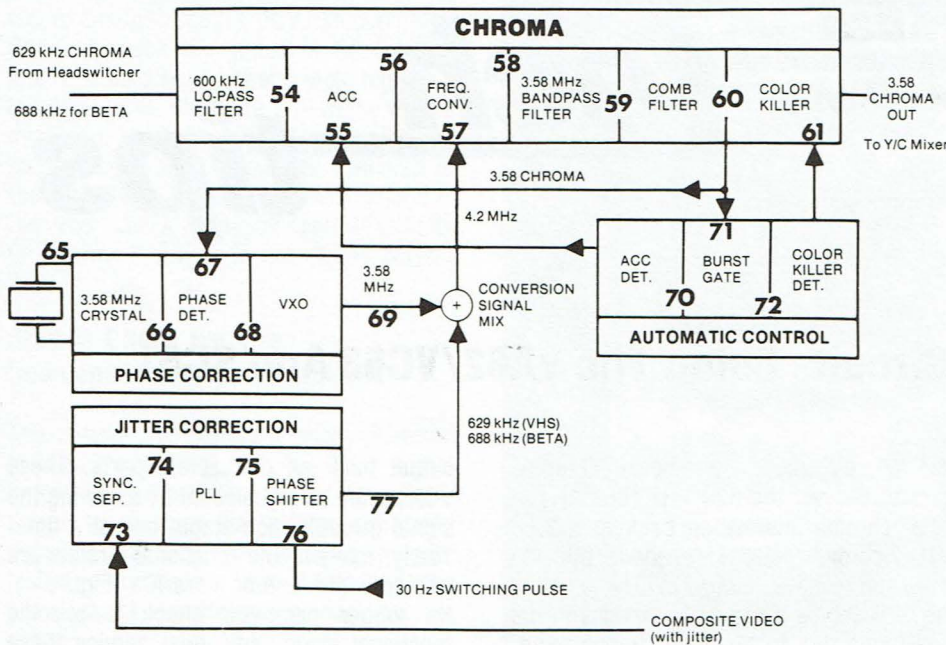 CHROMA
629 kHz CHROMA
From Headswitcher
688 kHz for BETA
600 kHz
LO-PASS
FILTER
54
ACC
55
56
FREQ.
CONV.
57
58
3.58 MHz
BANDPASS
FILTER
59
COMB
FILTER
60
COLOR
KILLER
61
3.58
CHROMA
OUT
To Y/C Mixer
3.58 CHROMA
4.2 MHz
65
3.58 MHz
CRYSTAL
66
67
PHASE
DET.
68
VXO
3.58
MHz
69
PHASE CORRECTION
+
CONVERSION
SIGNAL
MIX
ACC
DET.
70
71
BURST
GATE
72
COLOR
KILLER
DET.
AUTOMATIC CONTROL
JITTER CORRECTION
SYNC.
SEP.
73
74
PLL
75
PHASE
SHIFTER
76
77
629 kHz (VHS)
688 kHz (BETA)
30 Hz SWITCHING PULSE
COMPOSITE VIDEO
(with jitter)